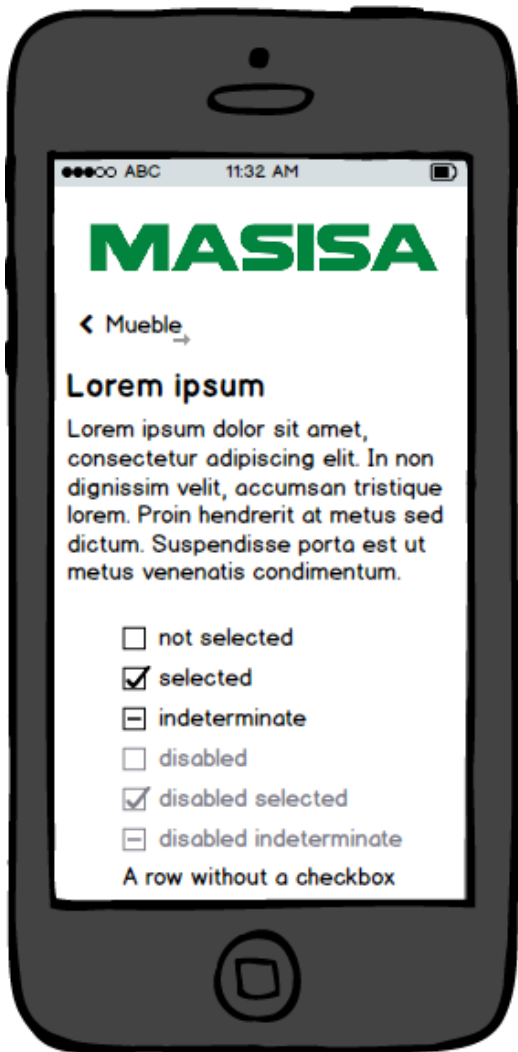 ABC 11:32 AM
MASISA
Mueble
Lorem ipsum
Lorem ipsum dolor sit amet,
consectetur adipiscing elit. In non
dignissim velit, accumsan tristique
lorem. Proin hendrerit at metus sed
dictum. Suspendisse porta est ut
metus venenatis condimentum.
not selected
selected
indeterminate
disabled
disabled selected
disabled indeterminate
A row without a checkbox